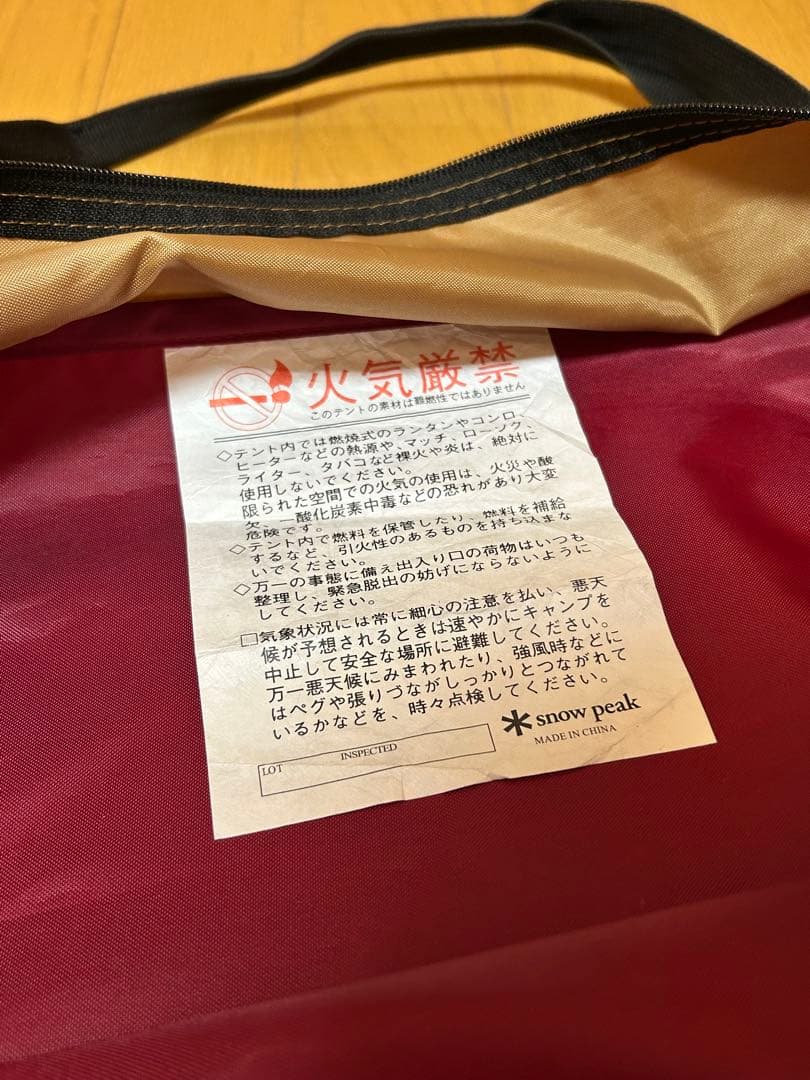 火気厳禁
このテントの素材は難燃性ではありません
◇テント内では燃焼式のランタンやコンロ、
ヒーターなどの熱源や、マッチ、ローソク、
ライター、タバコなど裸火や炎は、絶対に
使用しないでください。
限られた空間での火気の使用は、火災や酸
欠、一酸化炭素中毒などの恐れがあり大変
危険です。
◇テント内で燃料を保管したり、燃料を補給
するなど、引火性のあるものを持ち込まな
いでください。
◇万一の事態に備え出入り口の荷物はいつも
整理し、緊急脱出の妨げにならないように
してください。
□気象状況には常に細心の注意を払い、悪天
候が予想されるときは速やかにキャンプを
中止して安全な場所に避難してください。
万一悪天候にみまわれたり、強風時などに
はペグや張りづながしっかりとつながれて
いるかなどを、時々点検してください。
LOT INSPECTED
snow peak
MADE IN CHINA